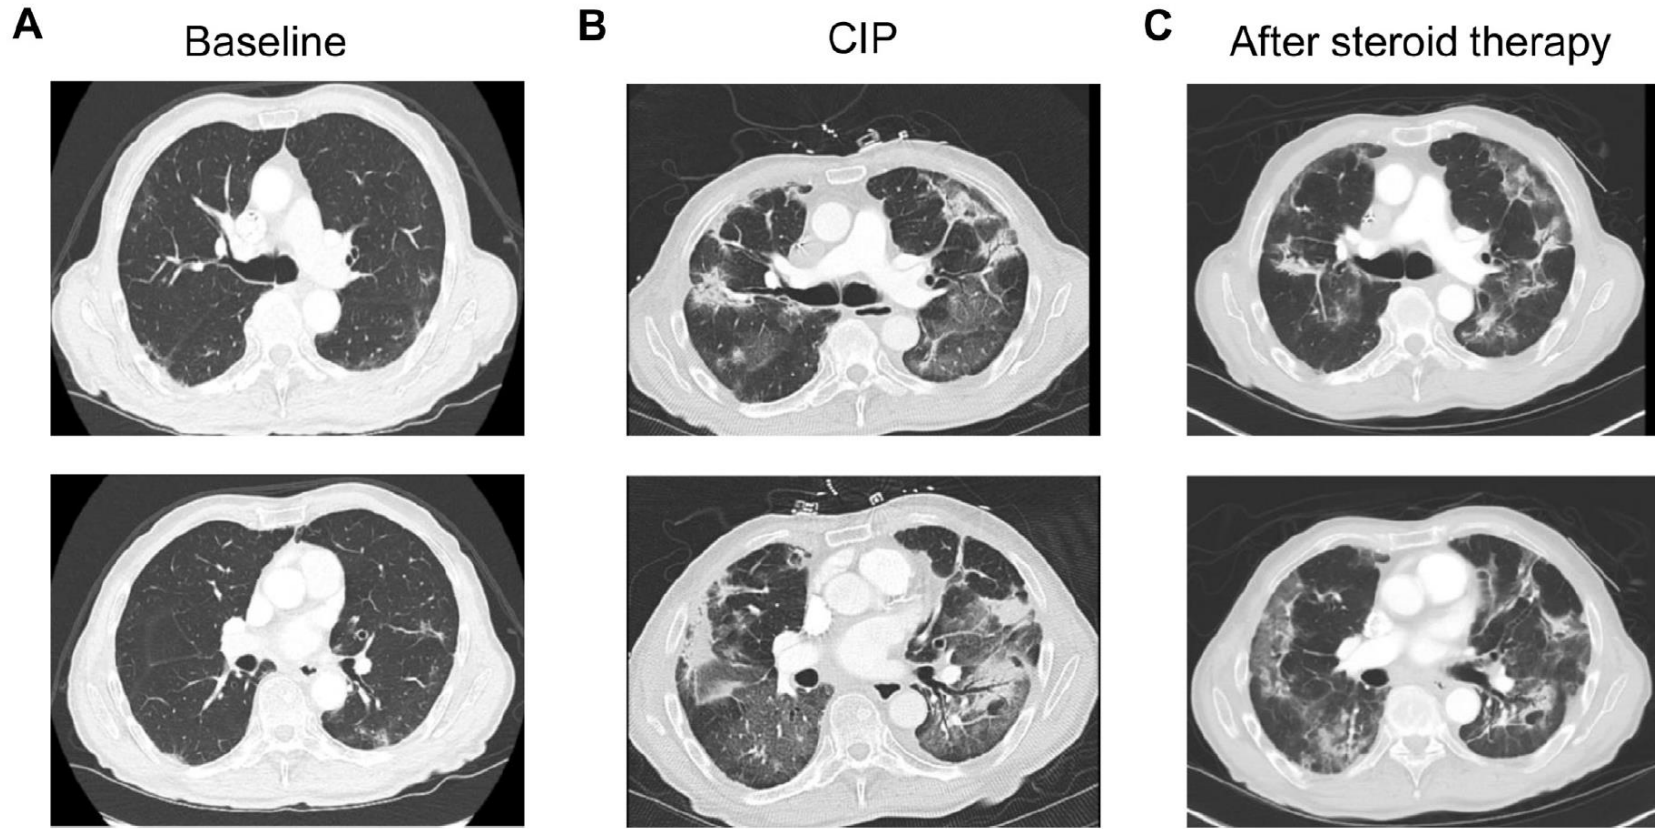 A
Baseline
B
CIP
C
After steroid therapy